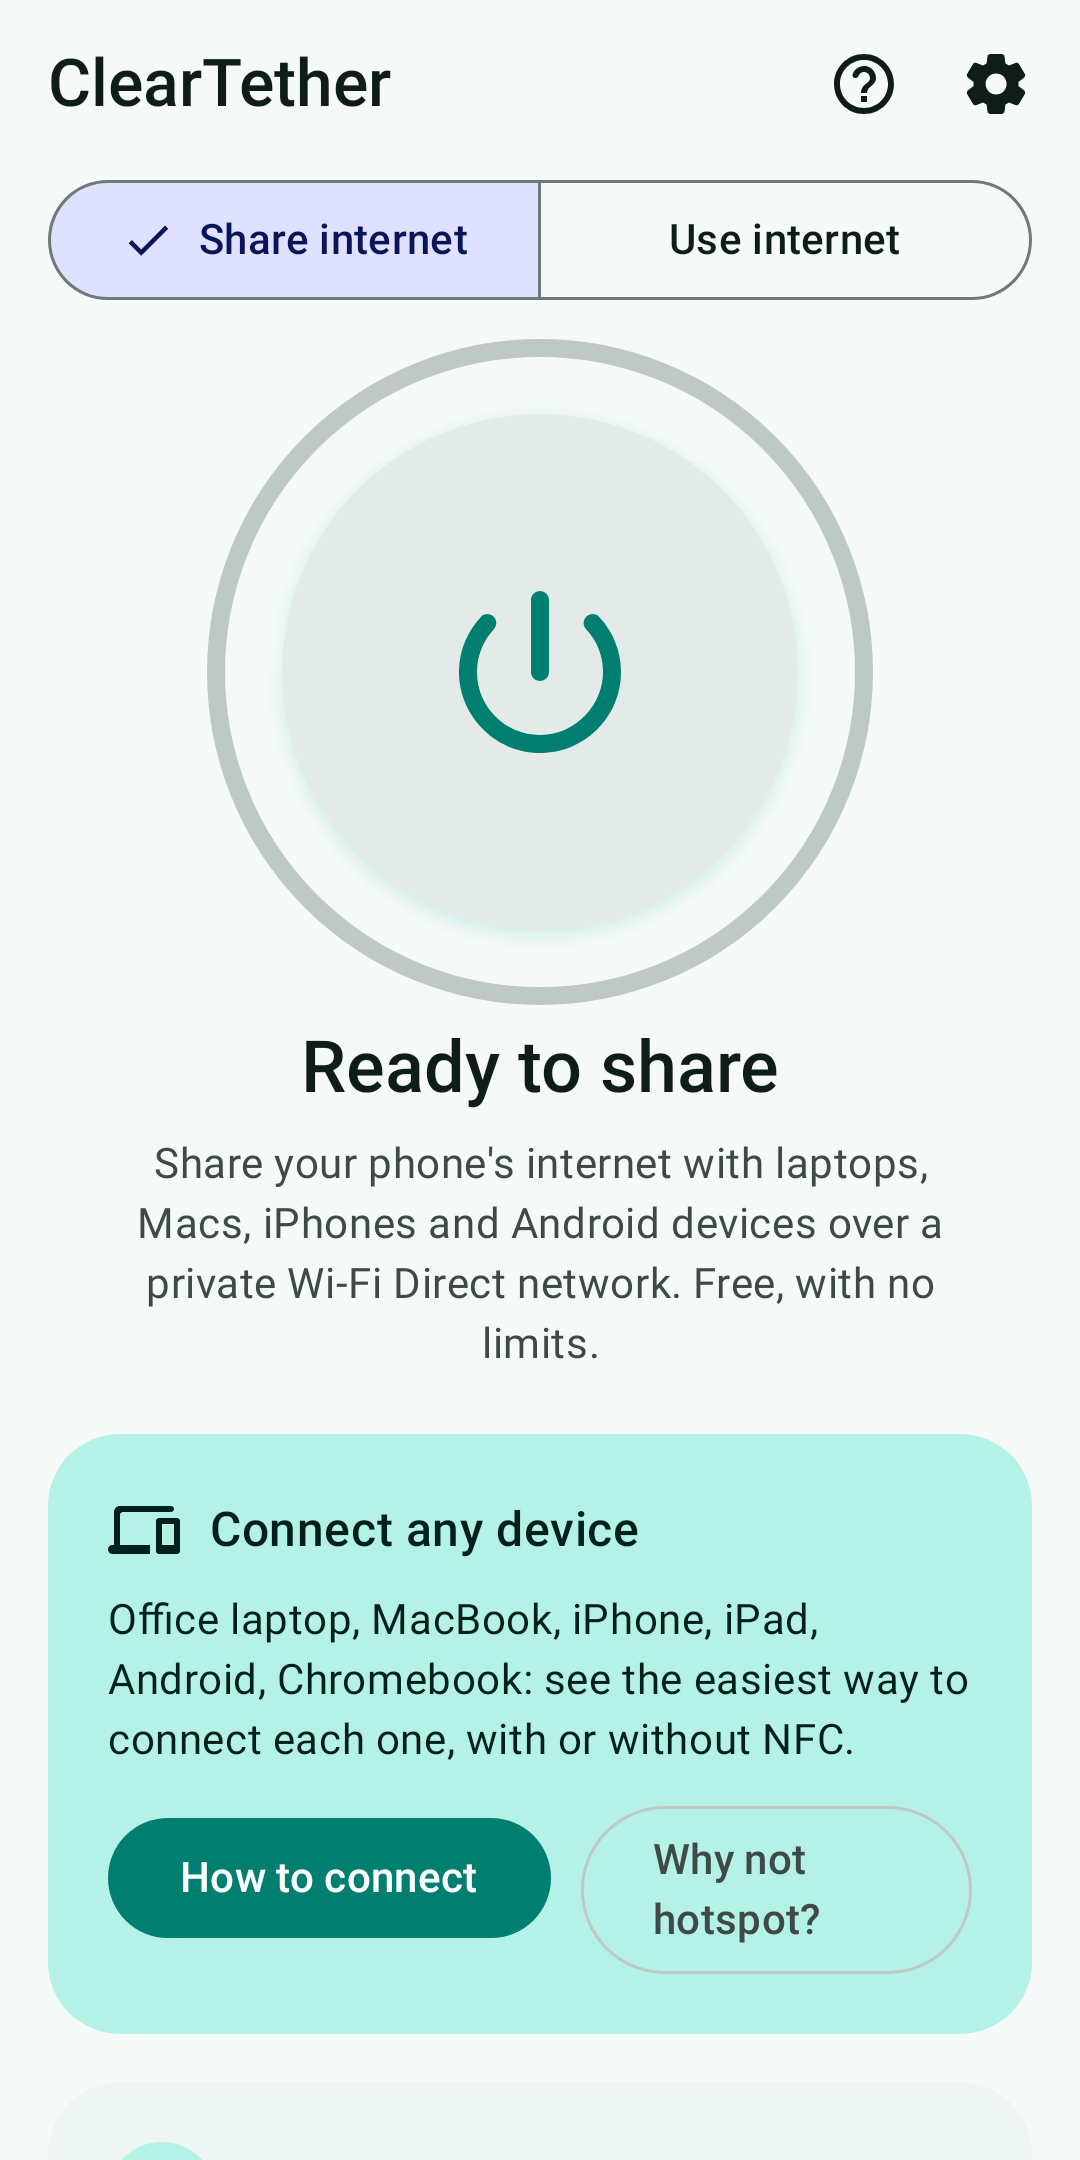 ClearTether
Share internet
Use internet
Ready to share
Share your phone's internet with laptops,
Macs, iPhones and Android devices over a
private Wi-Fi Direct network. Free, with no
limits.
Connect any device
Office laptop, MacBook, iPhone, iPad,
Android, Chromebook: see the easiest way to
connect each one, with or without NFC.
How to connect
Why not
hotspot?